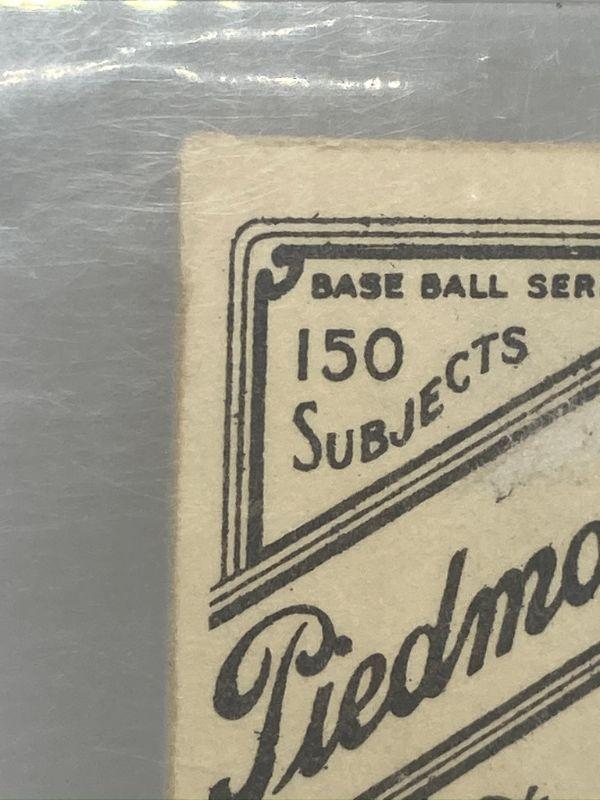 BASE BALL SER
150
SUBJECTS
Piedmo